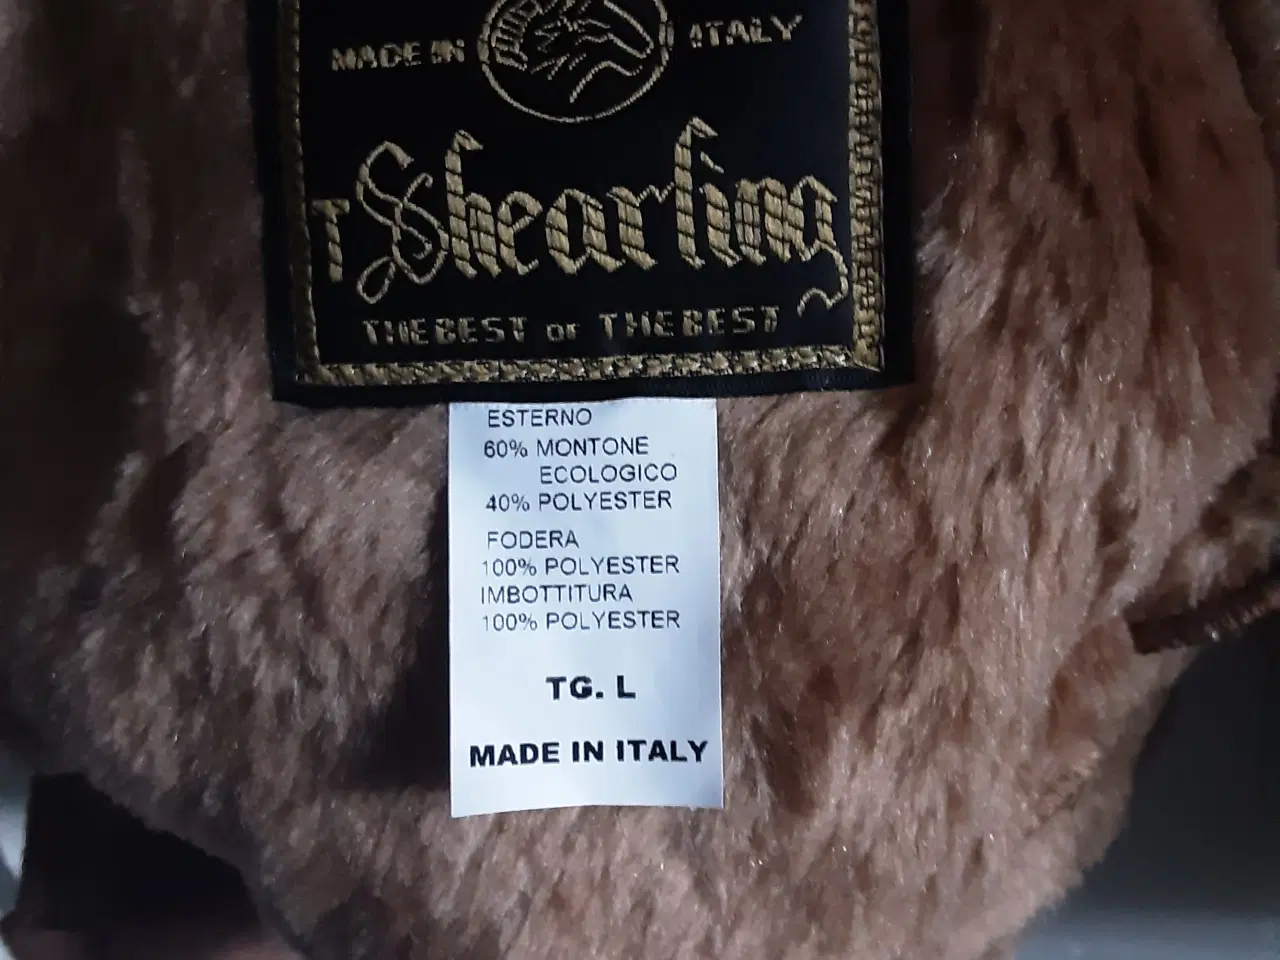 MADE IN ITALY
T Shearling
THE BEST OF THE BEST
ESTERNO
60% MONTONE
ECOLOGICO
40% POLYESTER
FODERA
100% POLYESTER
IMBOTTITURA
100% POLYESTER
TG. L
MADE IN ITALY